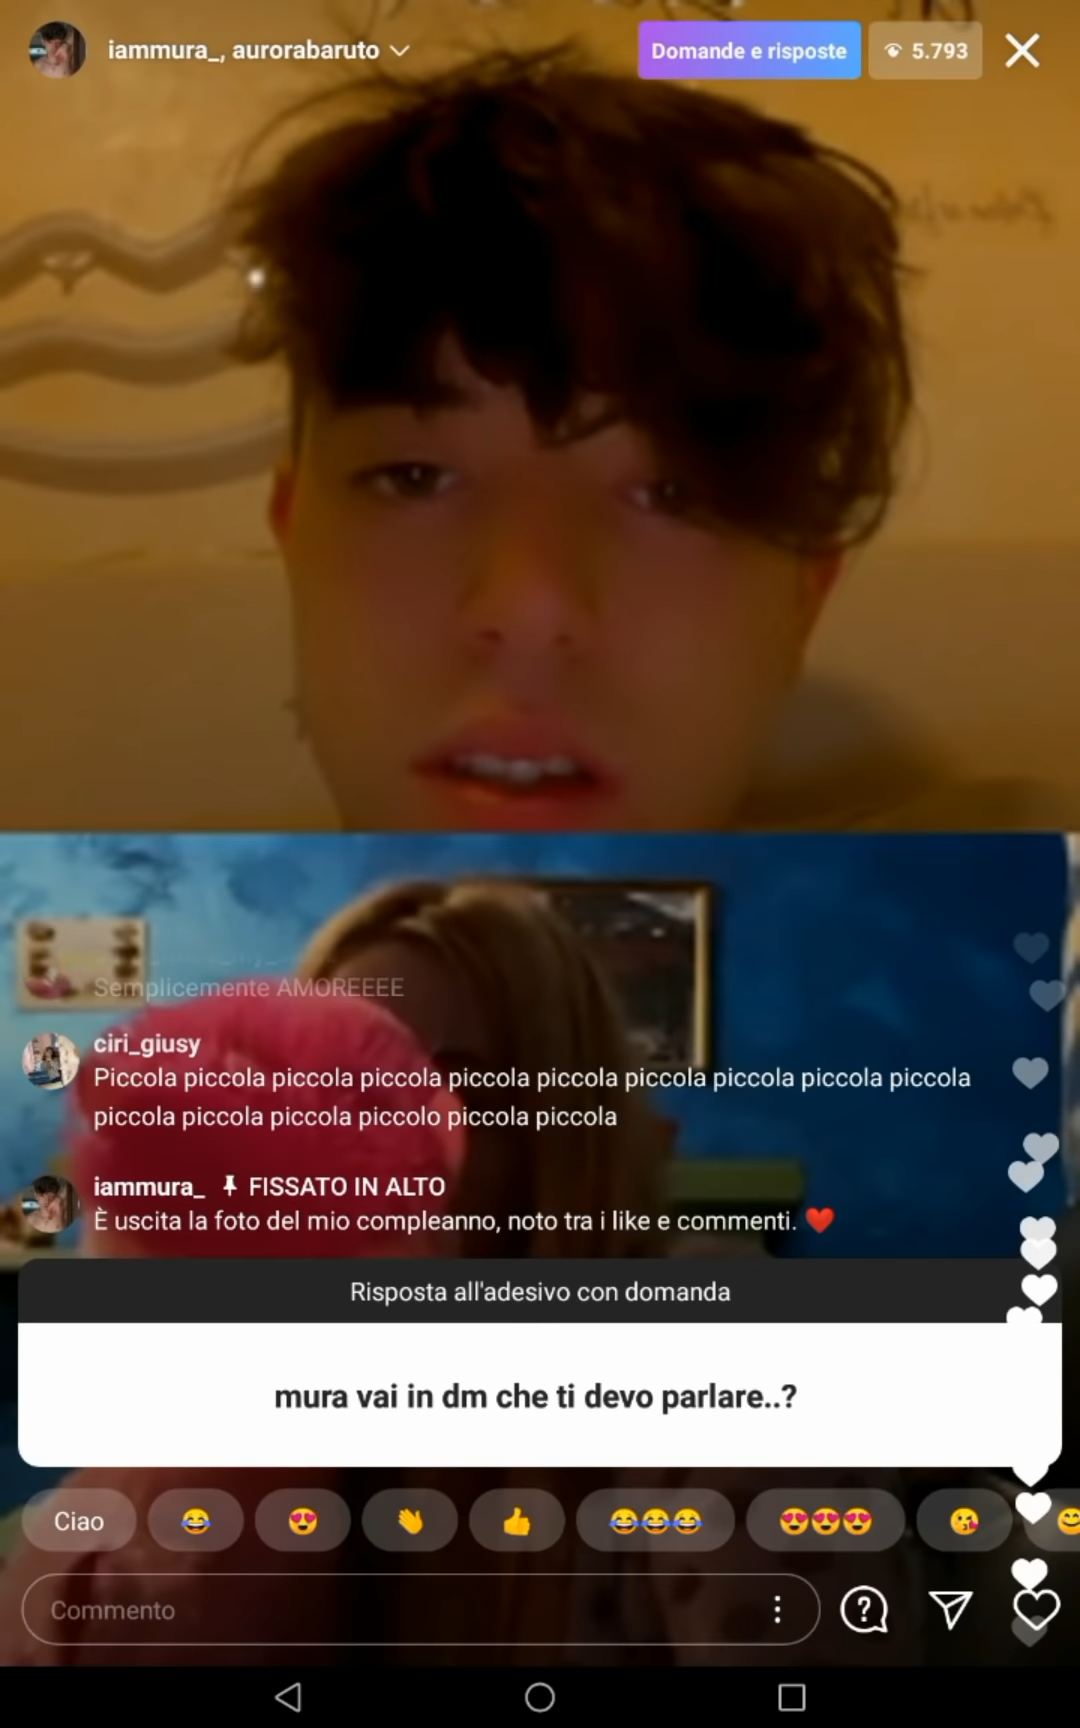 iammura_, aurorabaruto
Domande e risposte
5.793
Semplicemente AMOREEEE
ciri_giusy
Piccola piccola piccola piccola piccola piccola piccola piccola piccola piccola
piccola piccola piccola piccolo piccola piccola
iammura_ FISSATO IN ALTO
È uscita la foto del mio compleanno, noto tra i like e commenti. ❤️
Risposta all'adesivo con domanda
mura vai in dm che ti devo parlare..?
Ciao
Commento